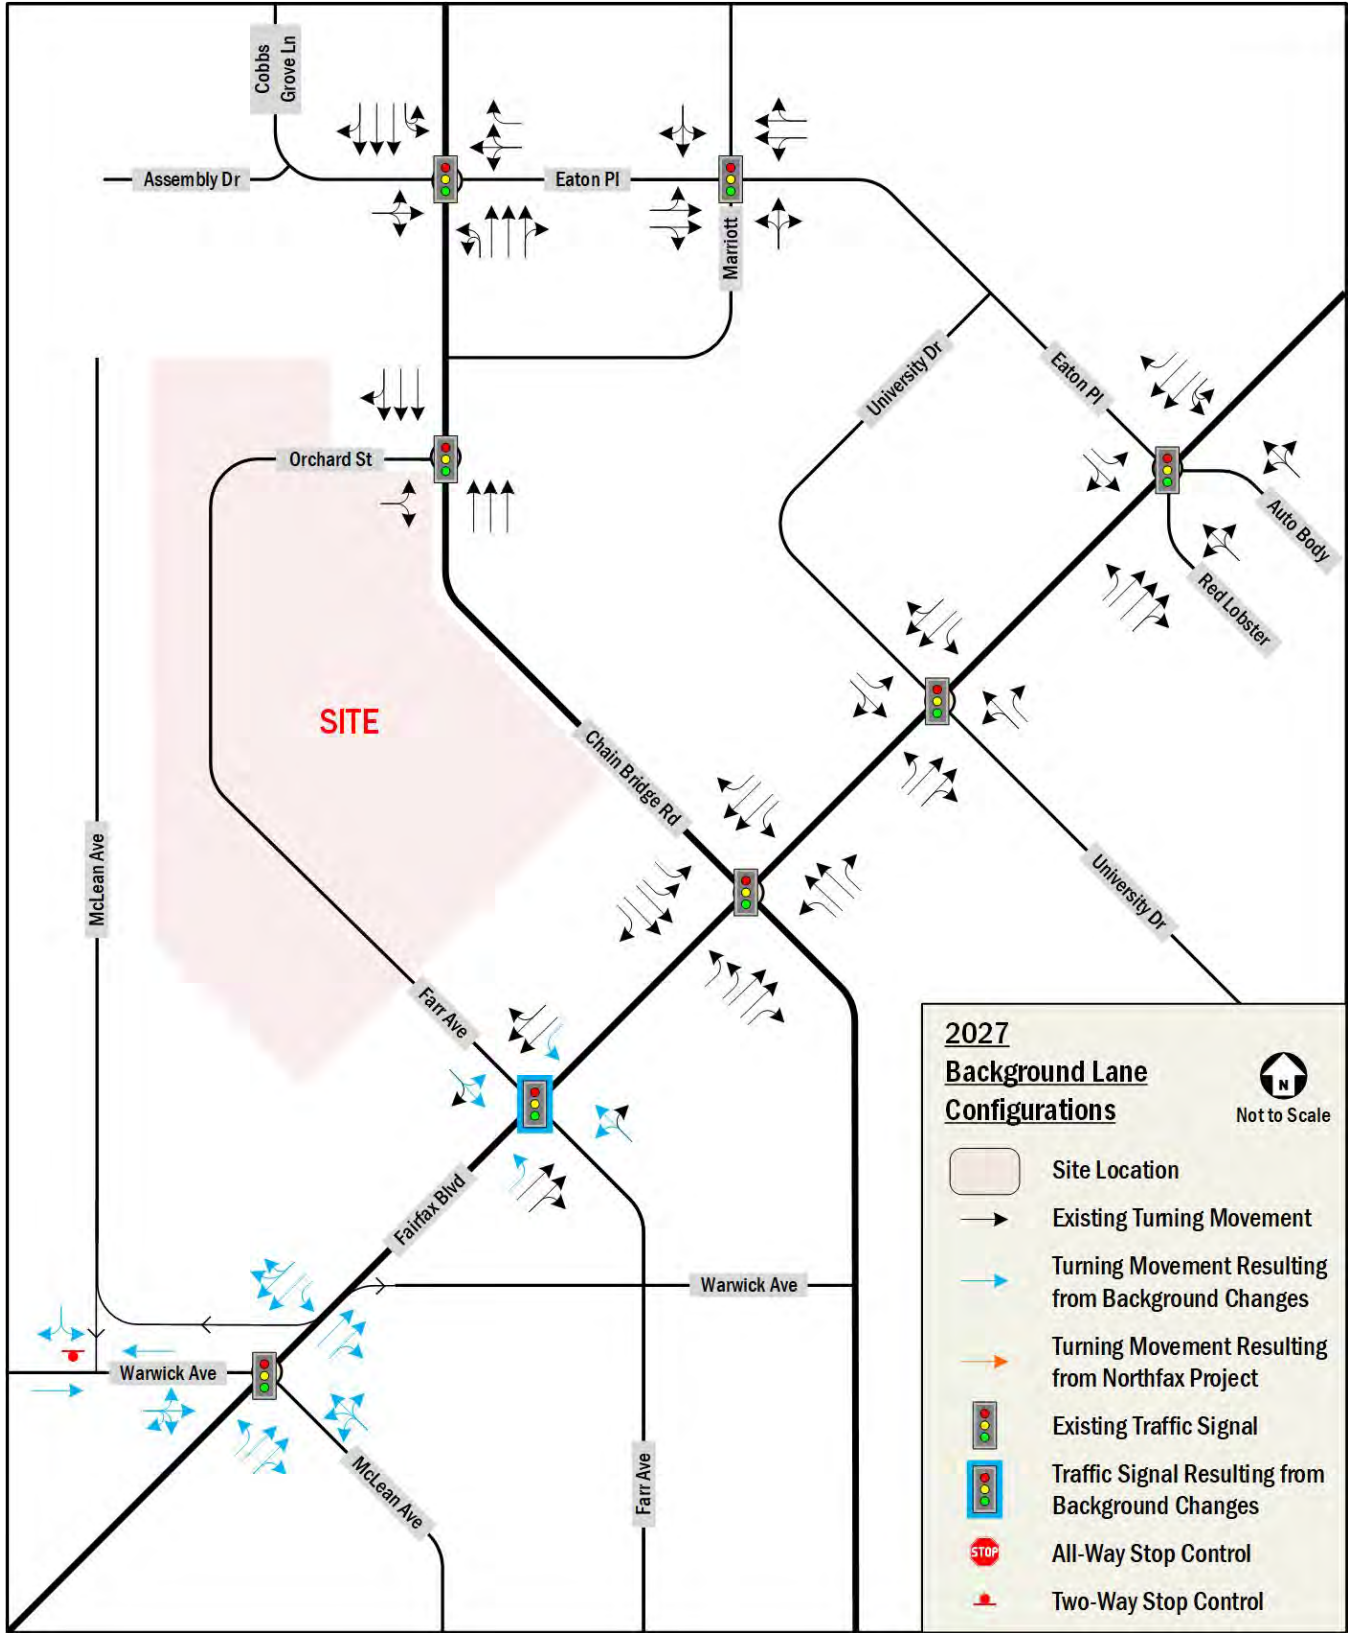 Cobbs
Grove Ln
Assembly Dr
Eaton Pl
Marriott
University Dr
Eaton Pl
Orchard St
Auto Body
Red Lobster
SITE
Chain Bridge Rd
McLean Ave
University Dr
Farr Ave
Fairfax Blvd
Warwick Ave
Warwick Ave
McLean Ave
Farr Ave
2027
Background Lane
Configurations
N
Not to Scale
Site Location
Existing Turning Movement
Turning Movement Resulting
from Background Changes
Turning Movement Resulting
from Northfax Project
Existing Traffic Signal
Traffic Signal Resulting from
Background Changes
STOP
All-Way Stop Control
Two-Way Stop Control